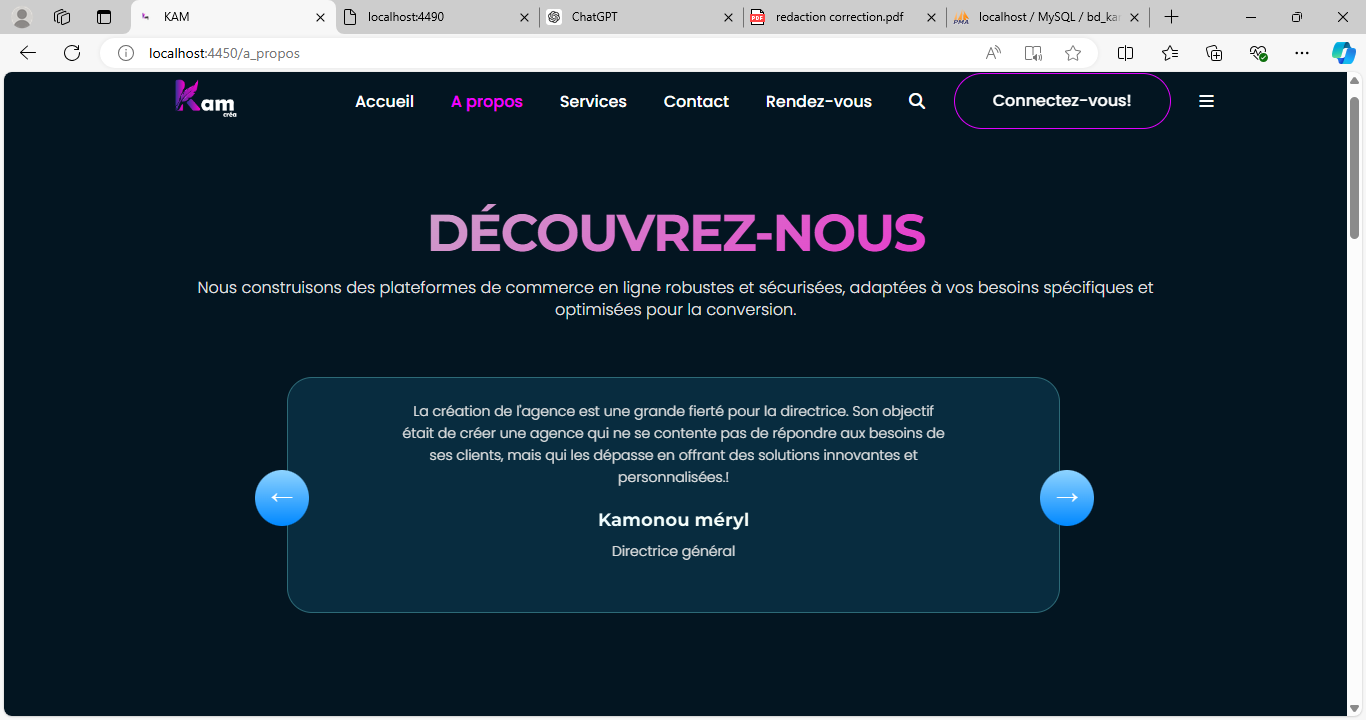 KAM
localhost:4490
ChatGPT
redaction correction.pdf
localhost / MySQL / bd_ka
localhost:4450/a_propos
Kam
créa
Accueil
A propos
Services
Contact
Rendez-vous
Connectez-vous!
DÉCOUVREZ-NOUS
Nous construisons des plateformes de commerce en ligne robustes et sécurisées, adaptées à vos besoins spécifiques et
optimisées pour la conversion.
La création de l'agence est une grande fierté pour la directrice. Son objectif
était de créer une agence qui ne se contente pas de répondre aux besoins de
ses clients, mais qui les dépasse en offrant des solutions innovantes et
personnalisées.!
←
→
Kamonou méryl
Directrice général